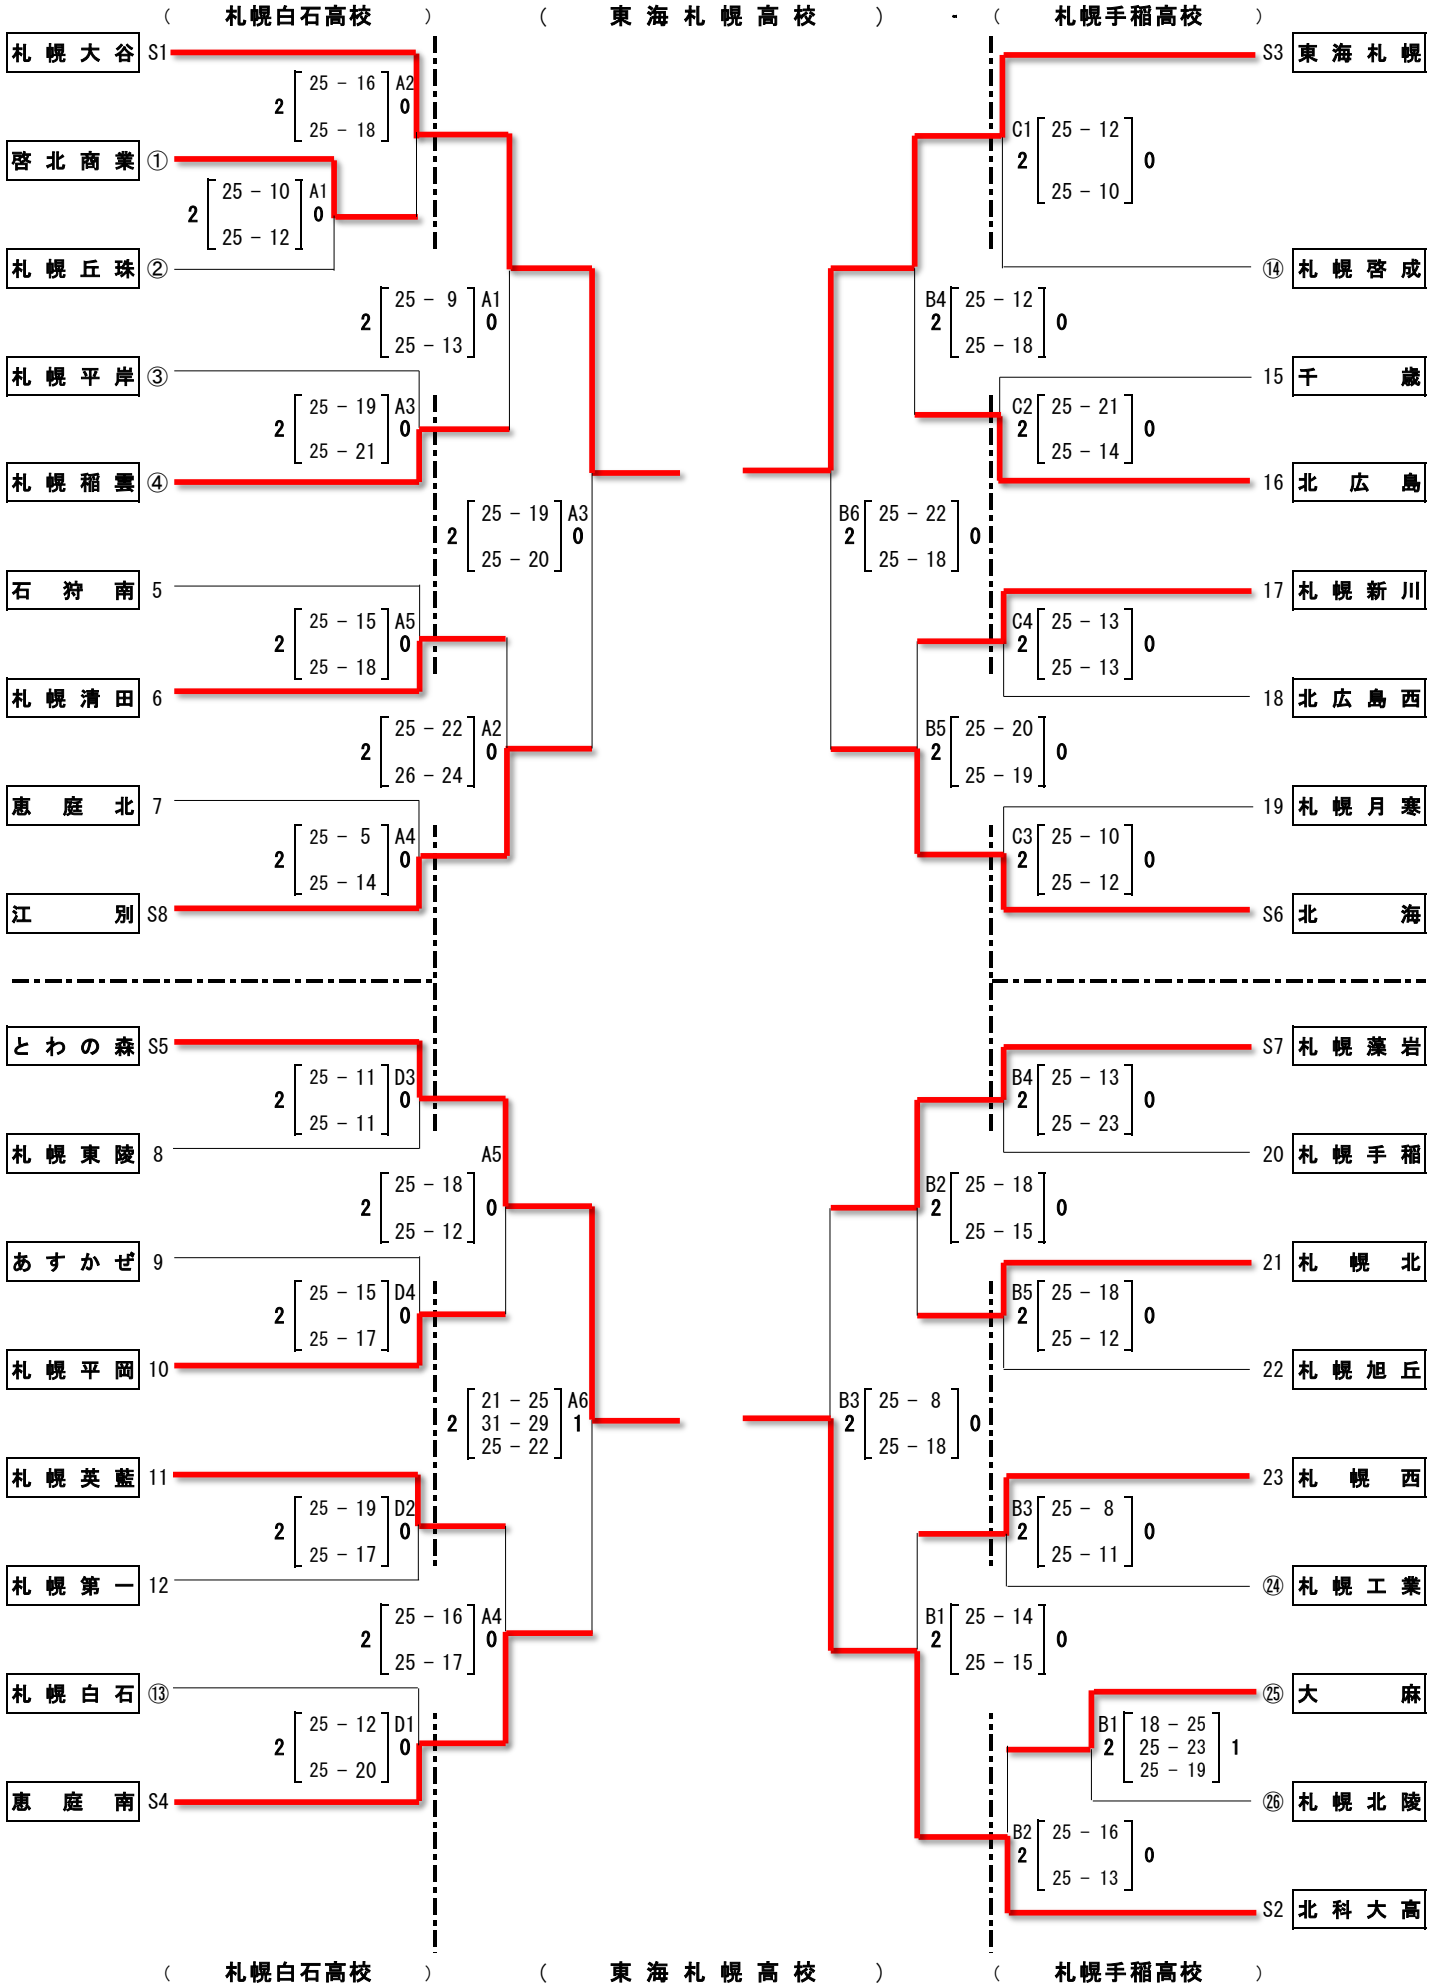 ( 札幌白石高校 ) ( 東海札幌高校 ) - ( 札幌手稲高校 )
札幌大谷 S1
25 - 16 A2
2 0
25 - 18
啓北商業 ①
25 - 10 A1
2 0
25 - 12
札幌丘珠 ②
25 - 9 A1
2 0
25 - 13
札幌平岸 ③
25 - 19 A3
2 0
25 - 21
札幌稲雲 ④
25 - 19 A3
2 0
25 - 20
石狩南 5
25 - 15 A5
2 0
25 - 18
札幌清田 6
25 - 22 A2
2 0
26 - 24
恵庭北 7
25 - 5 A4
2 0
25 - 14
江別 S8
S3 東海札幌
C1 25 - 12
2 0
25 - 10
⑭ 札幌啓成
B4 25 - 12
2 0
25 - 18
15 千歳
C2 25 - 21
2 0
25 - 14
16 北広島
B6 25 - 22
2 0
25 - 18
17 札幌新川
C4 25 - 13
2 0
25 - 13
18 北広島西
B5 25 - 20
2 0
25 - 19
19 札幌月寒
C3 25 - 10
2 0
25 - 12
S6 北海
とわの森 S5
25 - 11 D3
2 0
25 - 11
札幌東陵 8
A5
25 - 18
2 0
25 - 12
あすかぜ 9
25 - 15 D4
2 0
25 - 17
札幌平岡 10
21 - 25 A6
2 31 - 29 1
25 - 22
札幌英藍 11
25 - 19 D2
2 0
25 - 17
札幌第一 12
25 - 16 A4
2 0
25 - 17
札幌白石 ⑬
25 - 12 D1
2 0
25 - 20
恵庭南 S4
S7 札幌藻岩
B4 25 - 13
2 0
25 - 23
20 札幌手稲
B2 25 - 18
2 0
25 - 15
21 札幌北
B5 25 - 18
2 0
25 - 12
22 札幌旭丘
B3 25 - 8
2 0
25 - 18
23 札幌西
B3 25 - 8
2 0
25 - 11
㉔ 札幌工業
B1 25 - 14
2 0
25 - 15
㉕ 大麻
B1 18 - 25
2 25 - 23 1
25 - 19
㉖ 札幌北陵
B2 25 - 16
2 0
25 - 13
S2 北科大高
( 札幌白石高校 ) ( 東海札幌高校 ) ( 札幌手稲高校 )